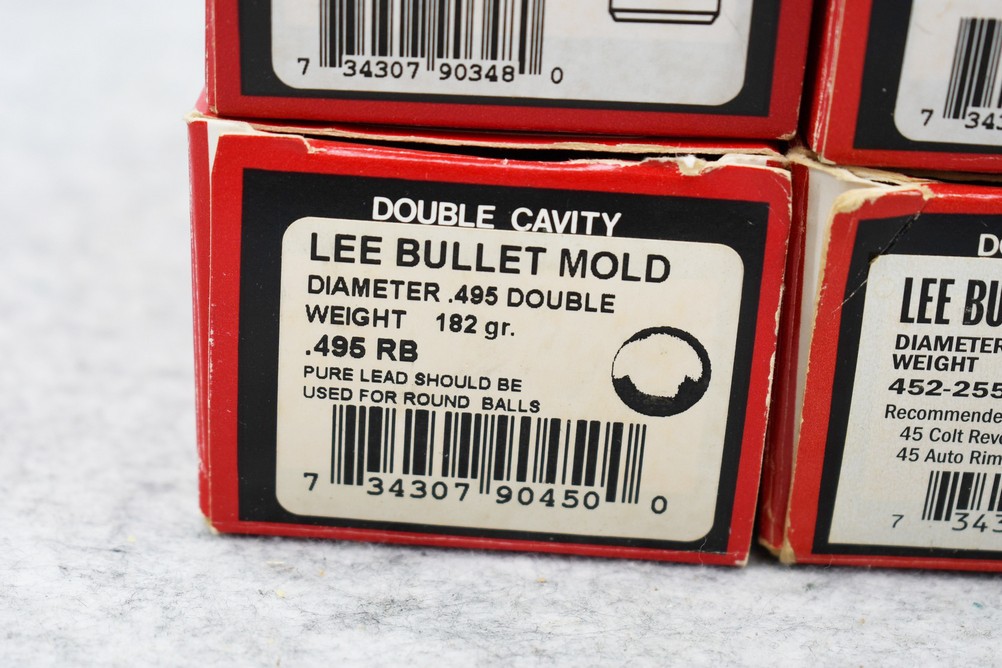 7 34307 90348 0
7
DOUBLE CAVITY
LEE BULLET MOLD
DIAMETER .495 DOUBLE
WEIGHT 182 gr.
.495 RB
PURE LEAD SHOULD BE
USED FOR ROUND BALLS
7 34307 90450 0
LEE
DIAMETER
WEIGHT
452-255
45 Colt
45 Auto Rim
7